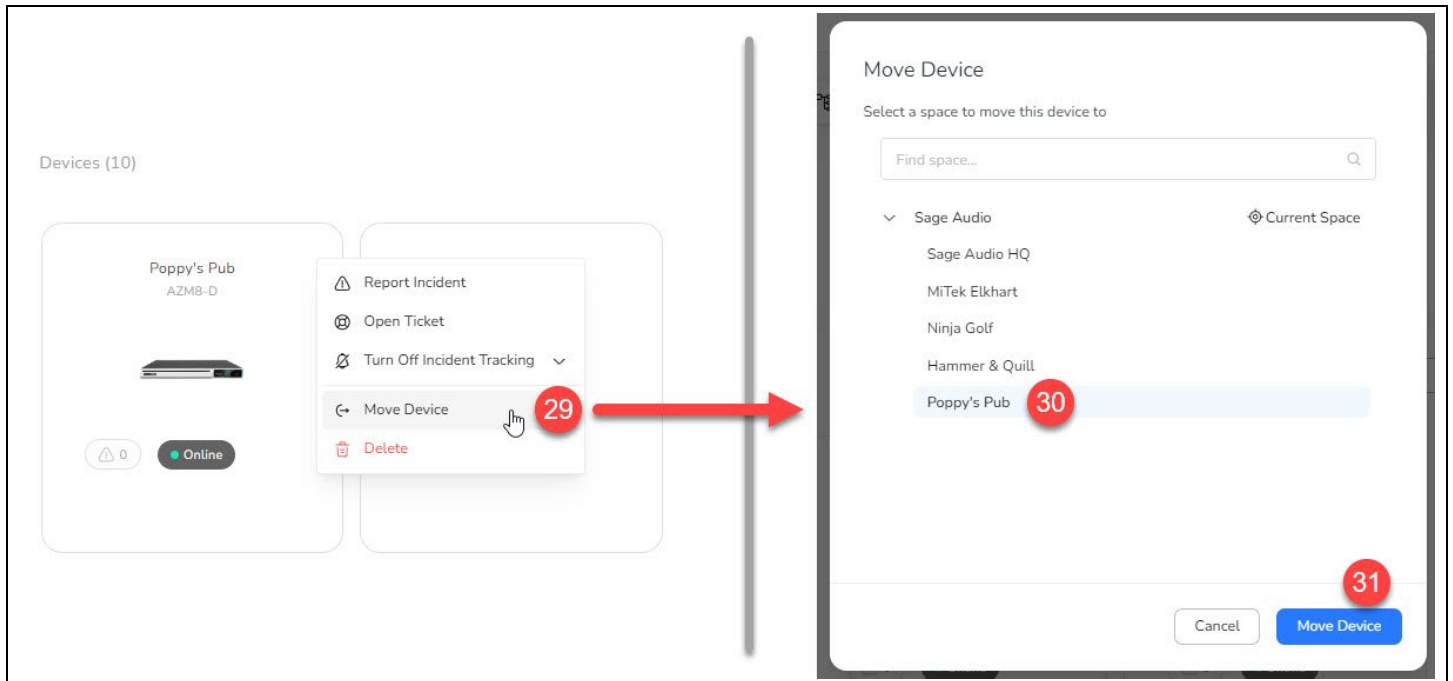 Devices (10)
Poppy's Pub
AZM8-D
0
Online
Report Incident
Open Ticket
Turn Off Incident Tracking
Move Device
29
Delete
Move Device
Select a space to move this device to
Find space...
Sage Audio
Current Space
Sage Audio HQ
MiTek Elkhart
Ninja Golf
Hammer & Quill
Poppy's Pub
30
31
Cancel
Move Device